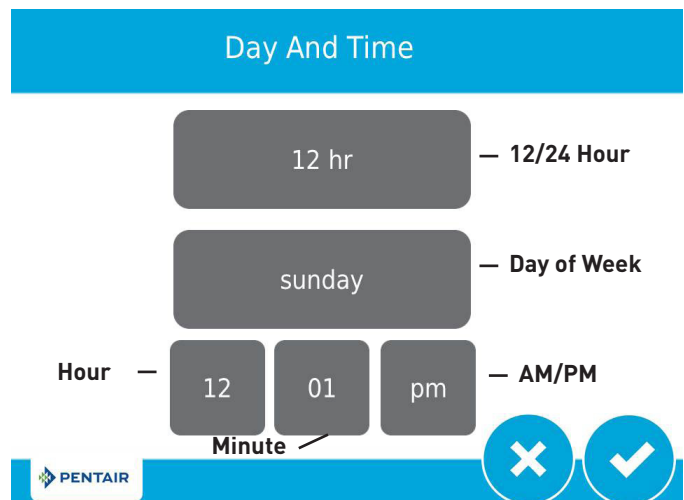 Day And Time
12 hr
12/24 Hour
sunday
Day of Week
Hour
12
01
pm
AM/PM
Minute
PENTAIR